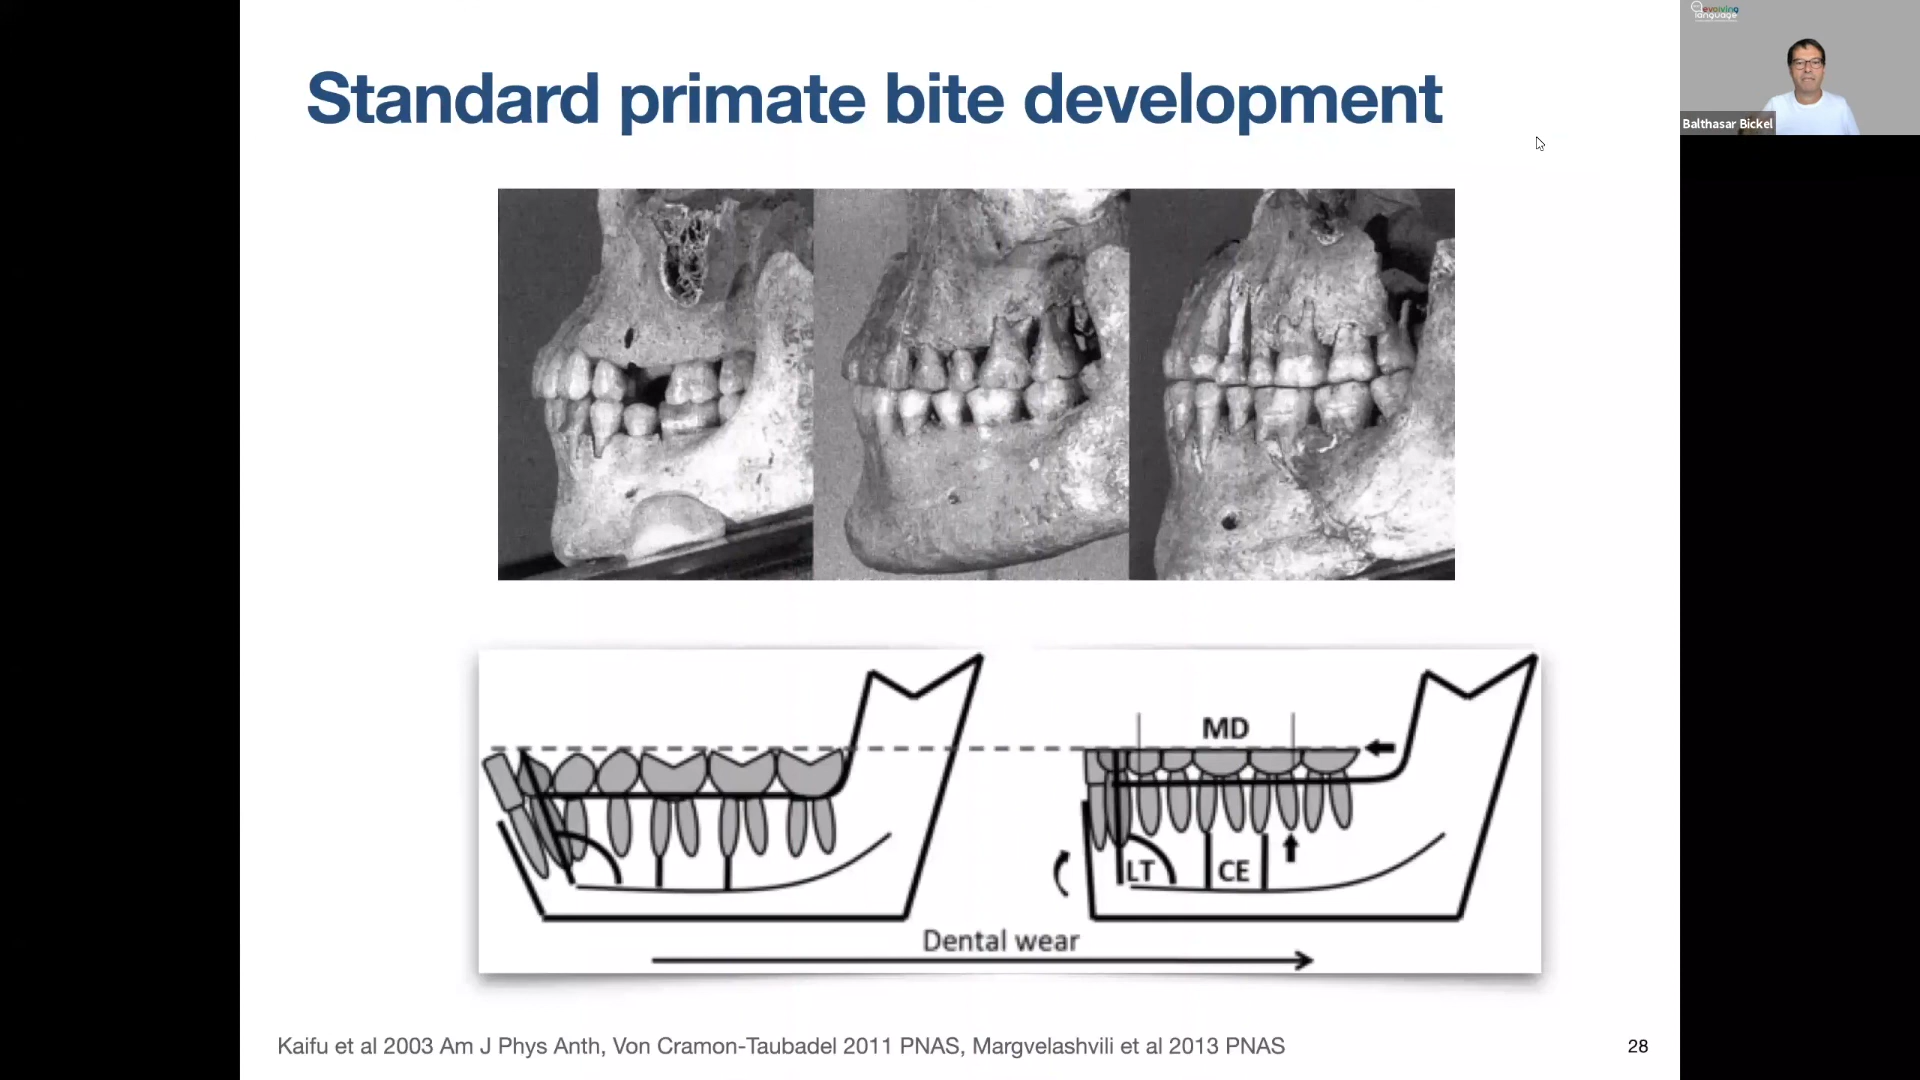 Standard primate bite development
evolving
language
Balthasar Bickel
MD
LT
CE
Dental wear
Kaifu et al 2003 Am J Phys Anth, Von Cramon-Taubadel 2011 PNAS, Margvelashvili et al 2013 PNAS
28